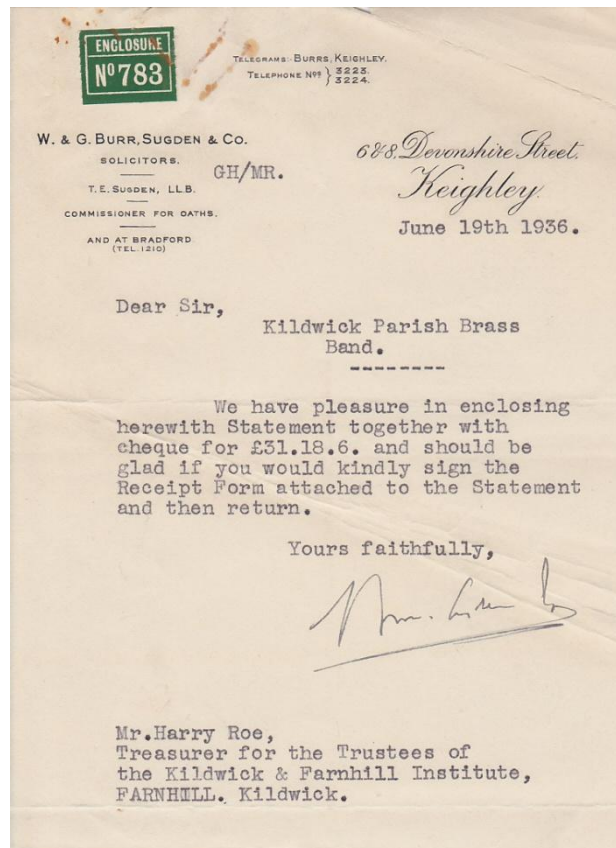 ENCLOSURE
Nº 783
TELEGRAMS:- BURRS, KEIGHLEY.
TELEPHONE Nº⁹ } 3223.
3224.
W. & G. BURR, SUGDEN & CO.
SOLICITORS.
T. E. SUGDEN, LL.B.
COMMISSIONER FOR OATHS.
AND AT BRADFORD
(TEL. 1210)
GH/MR.
6 & 8, Devonshire Street,
Keighley.
June 19th 1936.
Dear Sir,
Kildwick Parish Brass
Band.
---------
We have pleasure in enclosing
herewith Statement together with
cheque for £31.18.6. and should be
glad if you would kindly sign the
Receipt Form attached to the Statement
and then return.
Yours faithfully,
Mr.Harry Roe,
Treasurer for the Trustees of
the Kildwick & Farnhill Institute,
FARNHILL. Kildwick.